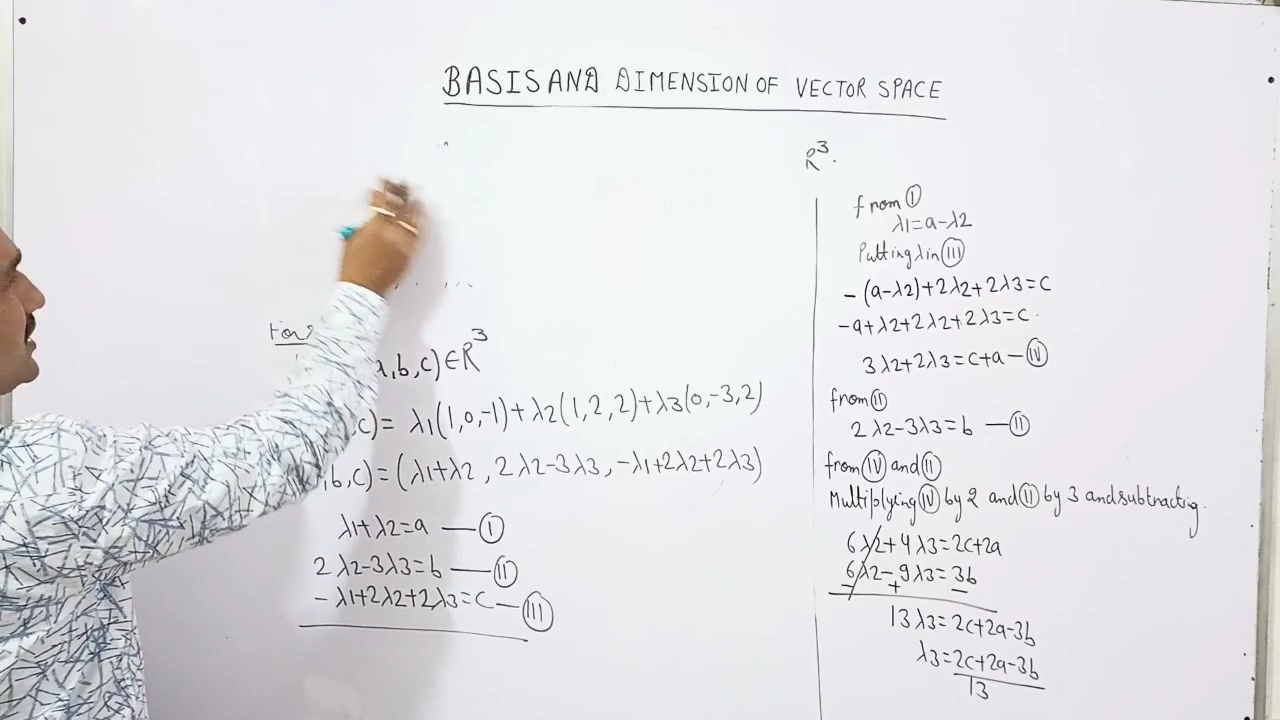 BASIS AND DIMENSION OF VECTOR SPACE
R³.
a,b,c)∈R³
,c)= λ1(1,0,-1)+λ2(1,2,2)+λ3(0,-3,2)
,b,c)=(λ1+λ2, 2λ2-3λ3, -λ1+2λ2+2λ3)
λ1+λ2=a —Ⓘ
2λ2-3λ3=b —(II)
-λ1+2λ2+2λ3=c —(III)
from Ⓘ
λ1=a-λ2
Putting λ in (III)
-(a-λ2)+2λ2+2λ3=c
-a+λ2+2λ2+2λ3=c.
3λ2+2λ3=c+a —(IV)
from (II)
2λ2-3λ3=b —(II)
from (IV) and (II)
Multiplying (IV) by 2 and (II) by 3 and subtracting.
6λ2+4λ3=2c+2a
6λ2-9λ3=3b
- + -
13λ3=2c+2a-3b
λ3=2c+2a-3b
13